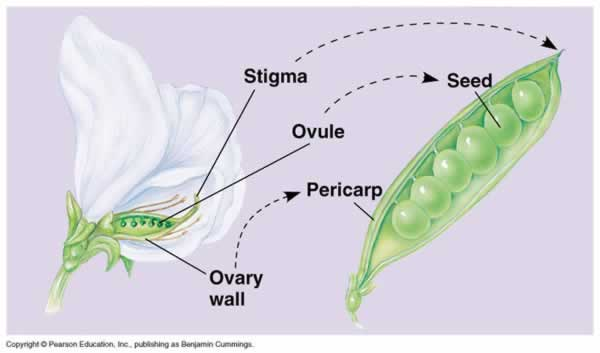 Stigma
Seed
Ovule
Pericarp
Ovary
wall
Copyright © Pearson Education, Inc., publishing as Benjamin Cummings.